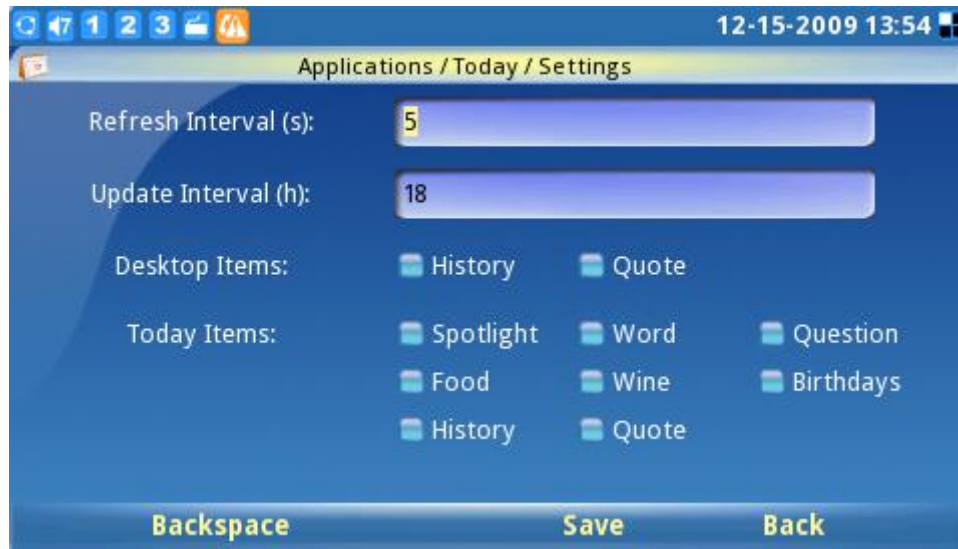 7 1 2 3 12-15-2009 13:54
Applications / Today / Settings
Refresh Interval (s): 5
Update Interval (h): 18
Desktop Items: History Quote
Today Items: Spotlight Word Question
Food Wine Birthdays
History Quote
Backspace Save Back